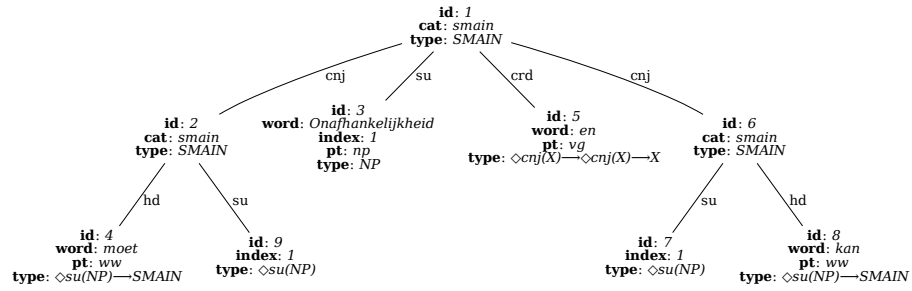 id: 1
cat: smain
type: SMAIN
cnj
su
crd
cnj
id: 2
cat: smain
type: SMAIN
id: 3
word: Onafhankelijkheid
index: 1
pt: np
type: NP
id: 5
word: en
pt: vg
type: ◇cnj(X)⟶◇cnj(X)⟶X
id: 6
cat: smain
type: SMAIN
hd
su
su
hd
id: 4
word: moet
pt: ww
type: ◇su(NP)⟶SMAIN
id: 9
index: 1
type: ◇su(NP)
id: 7
index: 1
type: ◇su(NP)
id: 8
word: kan
pt: ww
type: ◇su(NP)⟶SMAIN